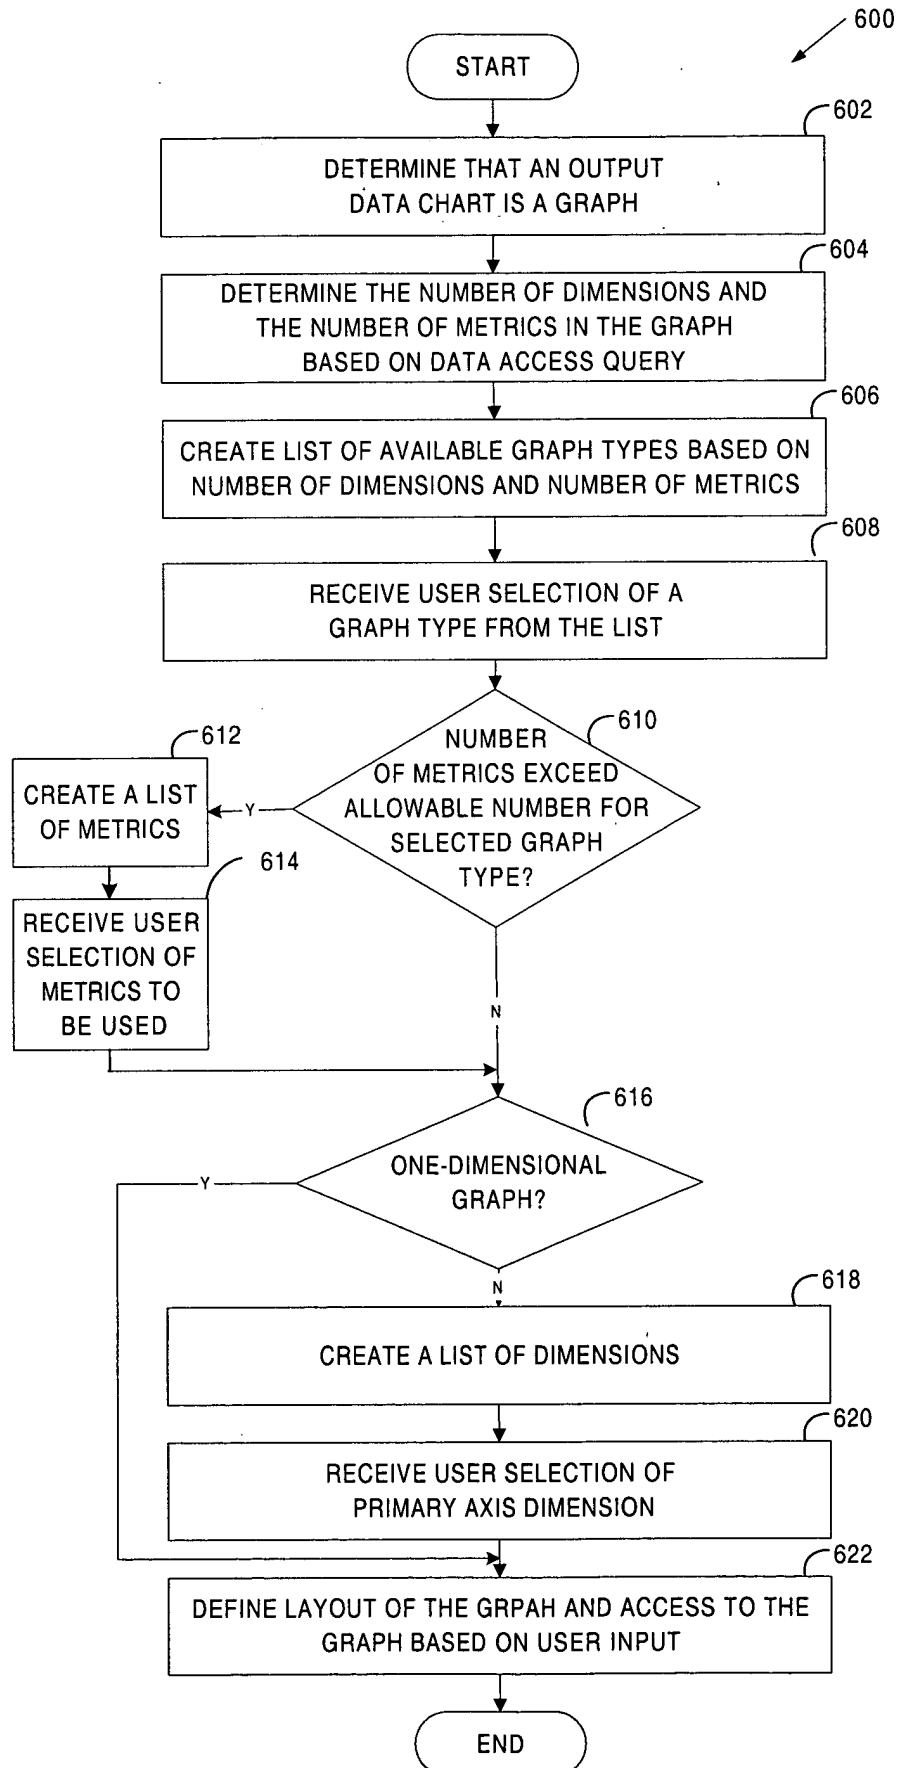 600
START
602
DETERMINE THAT AN OUTPUT
DATA CHART IS A GRAPH
604
DETERMINE THE NUMBER OF DIMENSIONS AND
THE NUMBER OF METRICS IN THE GRAPH
BASED ON DATA ACCESS QUERY
606
CREATE LIST OF AVAILABLE GRAPH TYPES BASED ON
NUMBER OF DIMENSIONS AND NUMBER OF METRICS
608
RECEIVE USER SELECTION OF A
GRAPH TYPE FROM THE LIST
610
NUMBER
OF METRICS EXCEED
ALLOWABLE NUMBER FOR
SELECTED GRAPH
TYPE?
Y
612
CREATE A LIST
OF METRICS
614
RECEIVE USER
SELECTION OF
METRICS TO
BE USED
N
616
ONE-DIMENSIONAL
GRAPH?
Y
N
618
CREATE A LIST OF DIMENSIONS
620
RECEIVE USER SELECTION OF
PRIMARY AXIS DIMENSION
622
DEFINE LAYOUT OF THE GRPAH AND ACCESS TO THE
GRAPH BASED ON USER INPUT
END